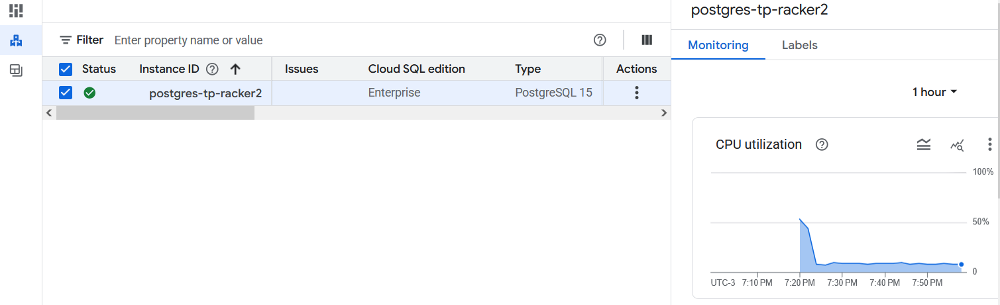 postgres-tp-racker2
Filter Enter property name or value
Monitoring Labels
Status Instance ID Issues Cloud SQL edition Type Actions
postgres-tp-racker2 Enterprise PostgreSQL 15
1 hour
CPU utilization
100%
50%
0
UTC-3 7:10 PM 7:20 PM 7:30 PM 7:40 PM 7:50 PM